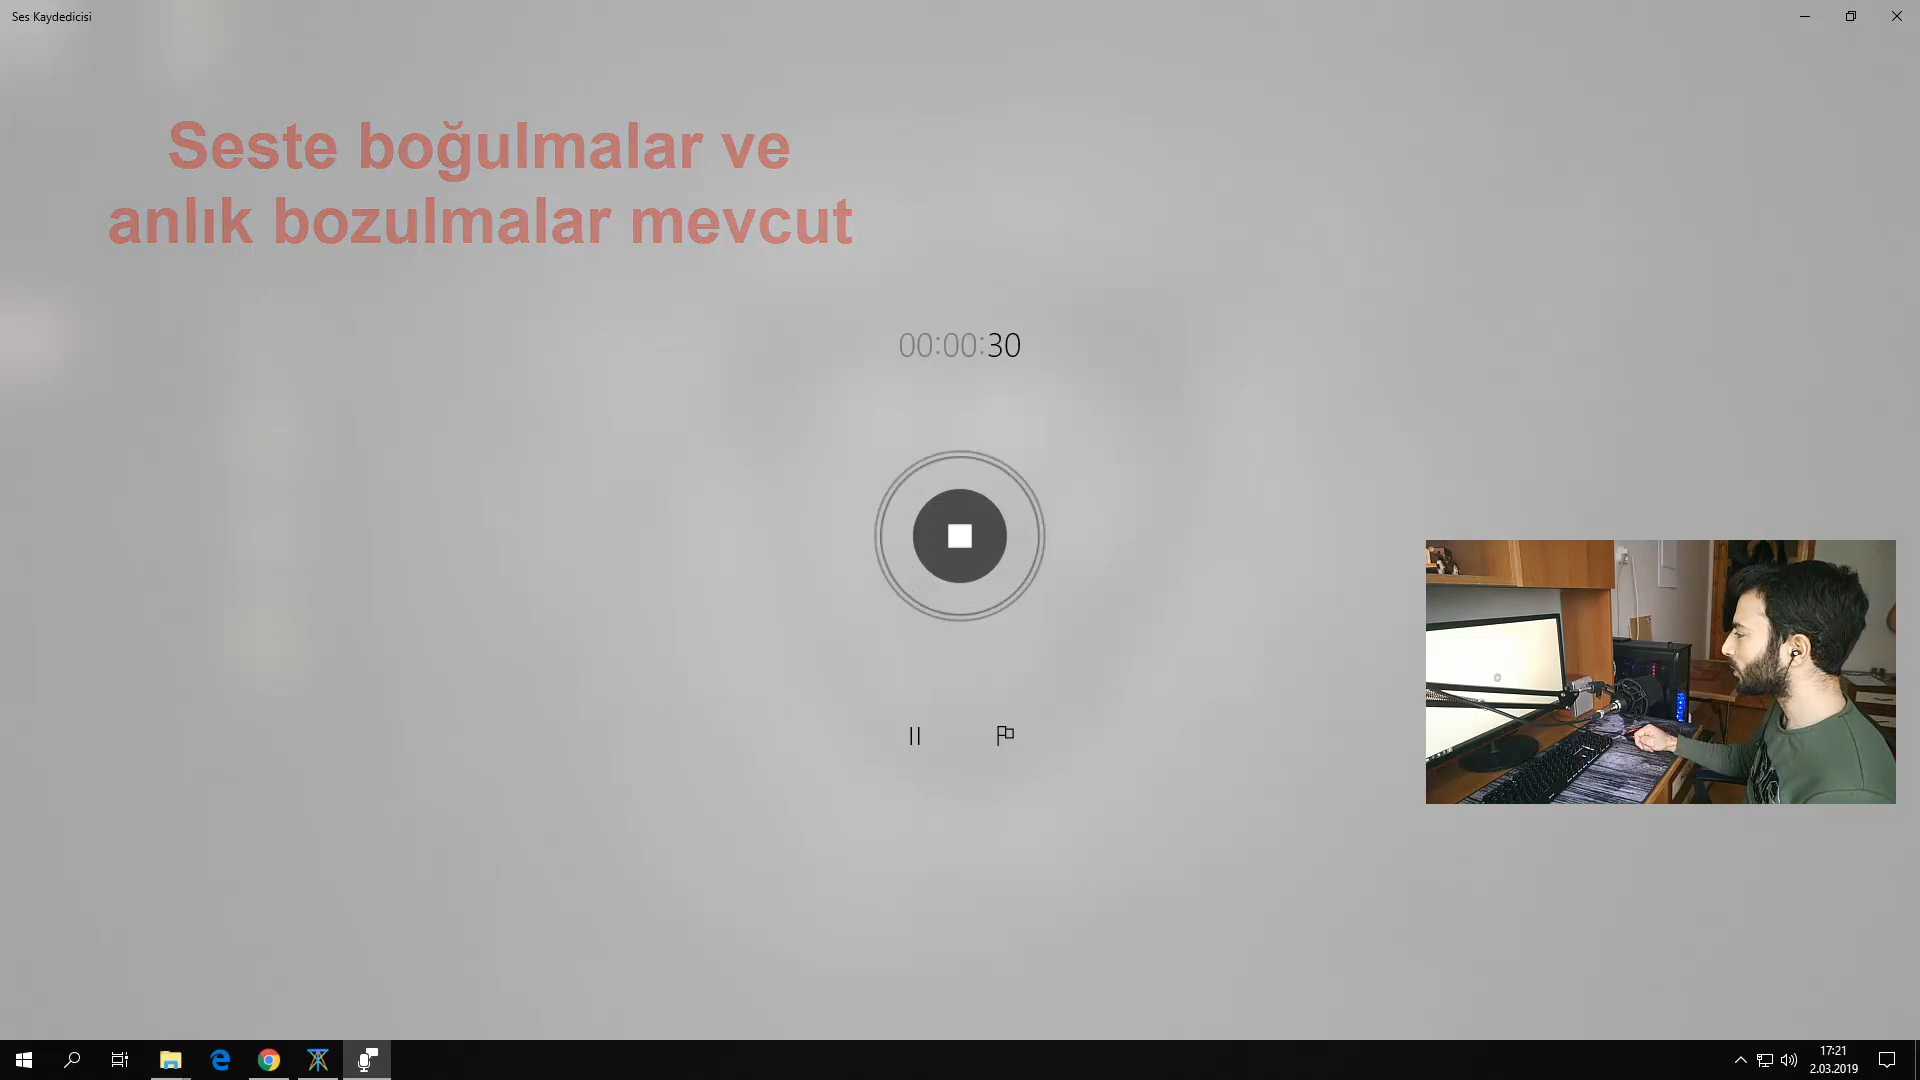 Ses Kaydedicisi
Seste boğulmalar ve
anlık bozulmalar mevcut
00:00:30
17:21
2.03.2019